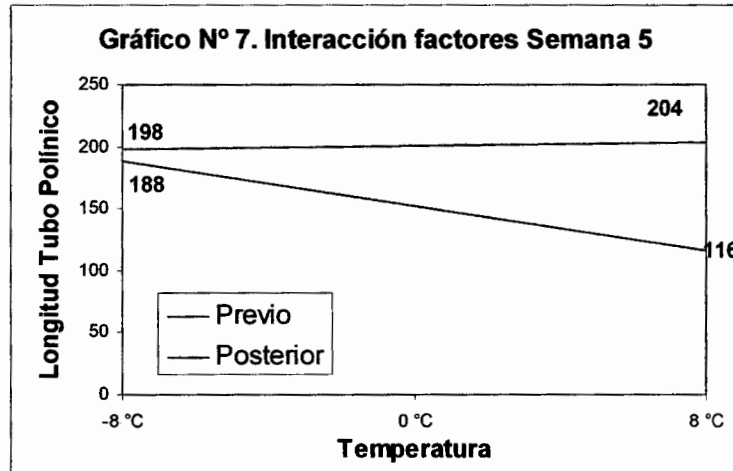 Gráfico Nº 7. Interacción factores Semana 5
250
200
150
100
50
0
198
188
204
116
Longitud Tubo Polínico
Previo
Posterior
-8 °C
0 °C
8 °C
Temperatura